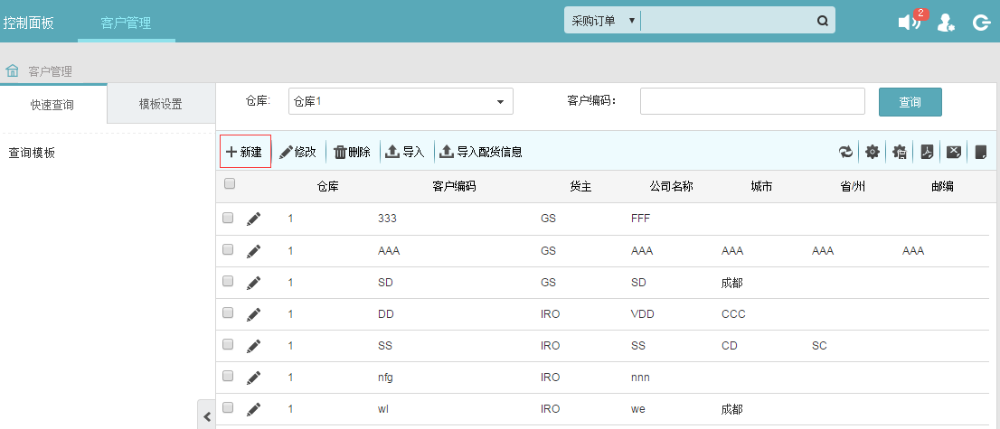 控制面板 客户管理 采购订单 2
客户管理
快速查询 模板设置 仓库: 仓库1 客户编码： 查询
查询模板 新建 修改 删除 导入 导入配货信息
仓库 客户编码 货主 公司名称 城市 省/州 邮编
1 333 GS FFF
1 AAA GS AAA AAA AAA AAA
1 SD GS SD 成都
1 DD IRO VDD CCC
1 SS IRO SS CD SC
1 nfg IRO nnn
1 wl IRO we 成都